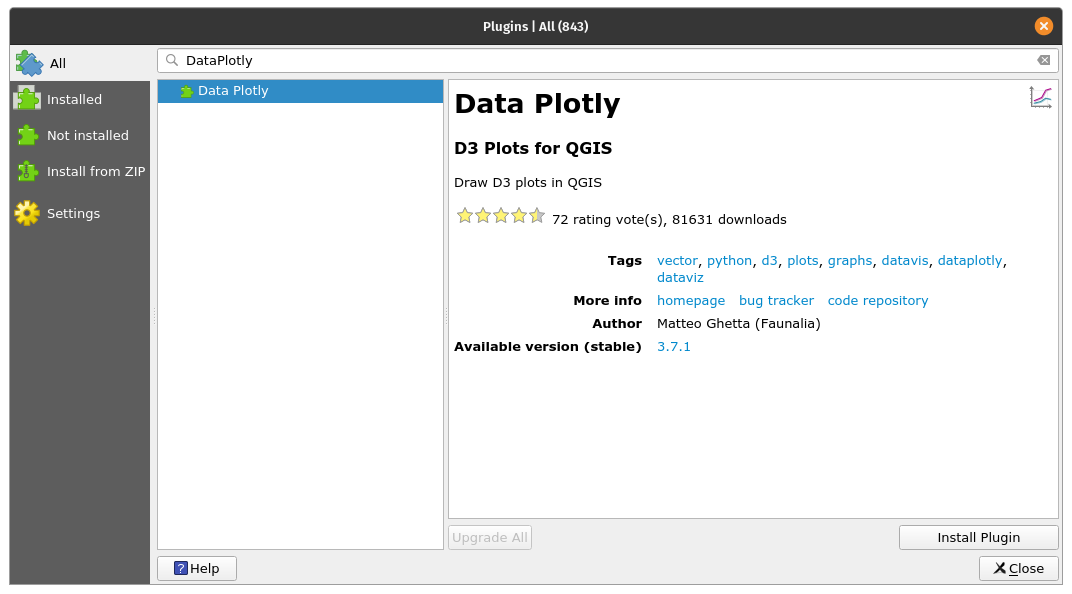 Plugins | All (843)
All
Installed
Not installed
Install from ZIP
Settings
DataPlotly
Data Plotly
Data Plotly
D3 Plots for QGIS
Draw D3 plots in QGIS
72 rating vote(s), 81631 downloads
Tags vector, python, d3, plots, graphs, datavis, dataplotly,
dataviz
More info homepage bug tracker code repository
Author Matteo Ghetta (Faunalia)
Available version (stable) 3.7.1
Upgrade All
Install Plugin
Help
Close